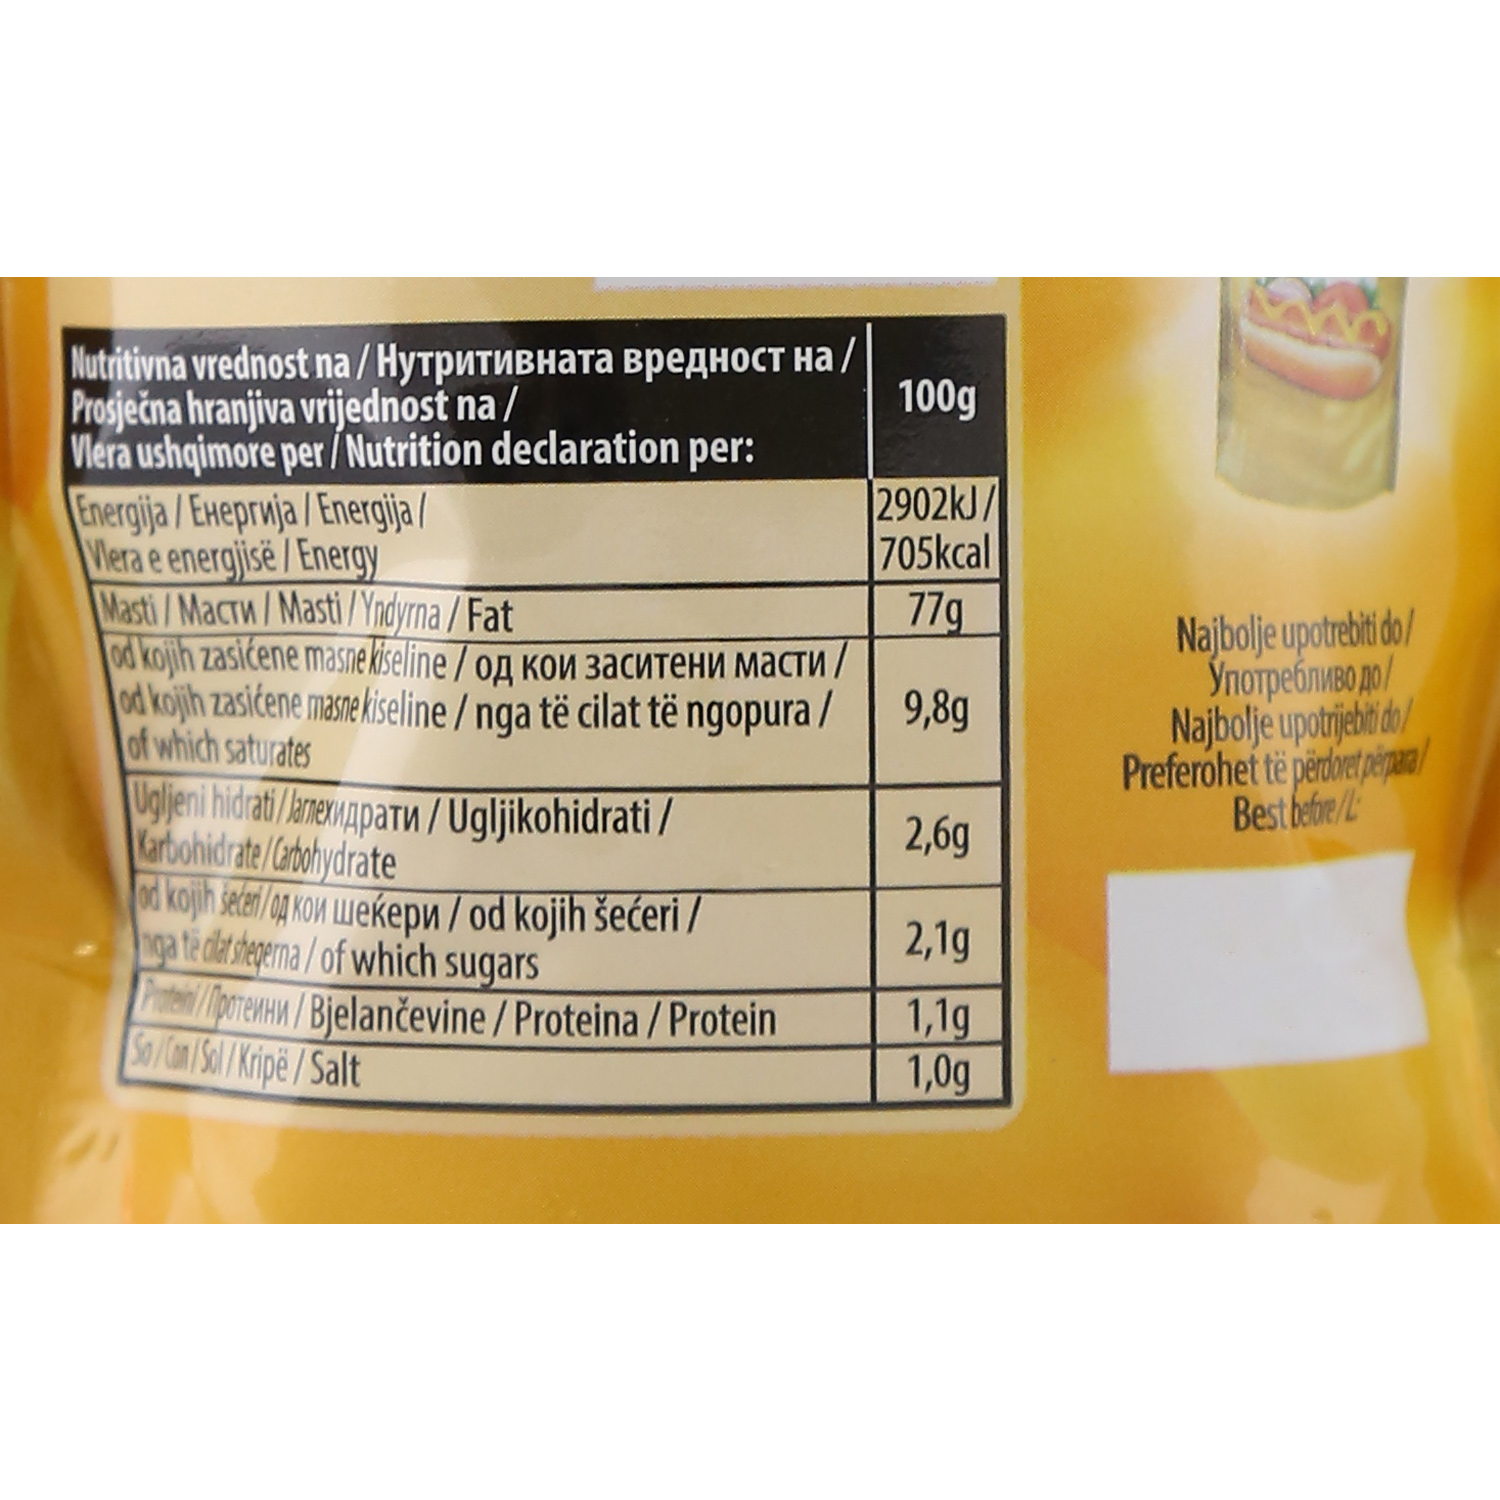 Nutritivna vrednost na / Нутритивната вредност на /
Prosječna hranjiva vrijednost na /
Vlera ushqimore per / Nutrition declaration per:
100g
Energija / Енергија / Energija /
Vlera e energjisë / Energy
2902kJ /
705kcal
Masti / Масти / Masti / Yndyrna / Fat
77g
od kojih zasićene masne kiseline / од кои заситени масти /
od kojih zasićene masne kiseline / nga të cilat të ngopura /
of which saturates
9,8g
Ugljeni hidrati / Јаглехидрати / Ugljikohidrati /
Karbohidrate / Carbohydrate
2,6g
od kojih šećeri / од кои шеќери / od kojih šećeri /
nga të cilat sheqerna / of which sugars
2,1g
Proteini / Протеини / Bjelančevine / Proteina / Protein
1,1g
So / Сол / Sol / Kripë / Salt
1,0g
Najbolje upotrebiti do /
Употребливо до /
Najbolje upotrijebiti do /
Preferohet të përdoret përpara /
Best before / L: